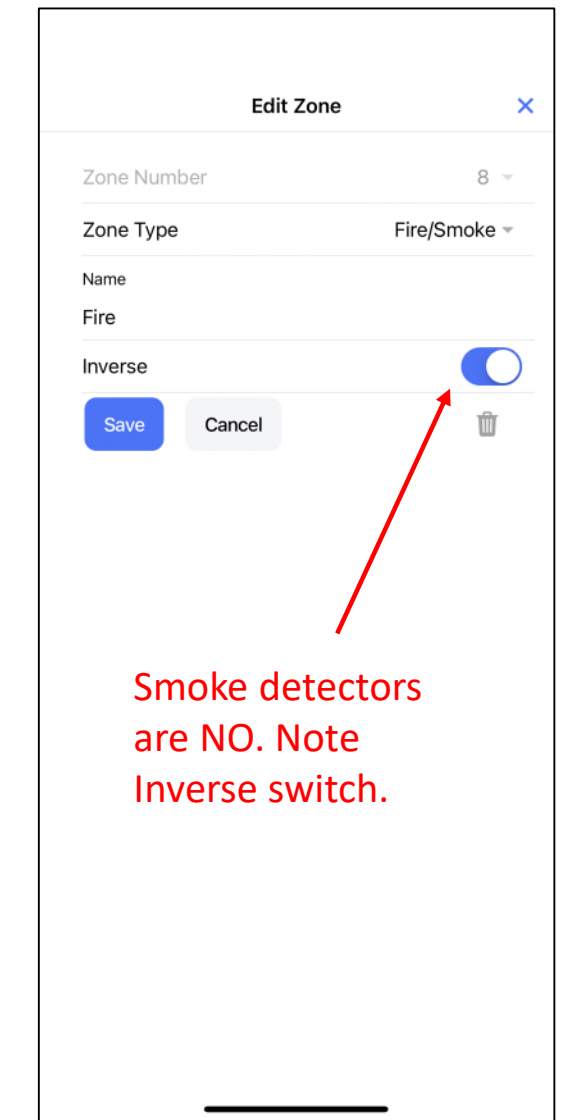 Edit Zone
Zone Number 8
Zone Type Fire/Smoke
Name
Fire
Inverse
Save Cancel
Smoke detectors
are NO. Note
Inverse switch.